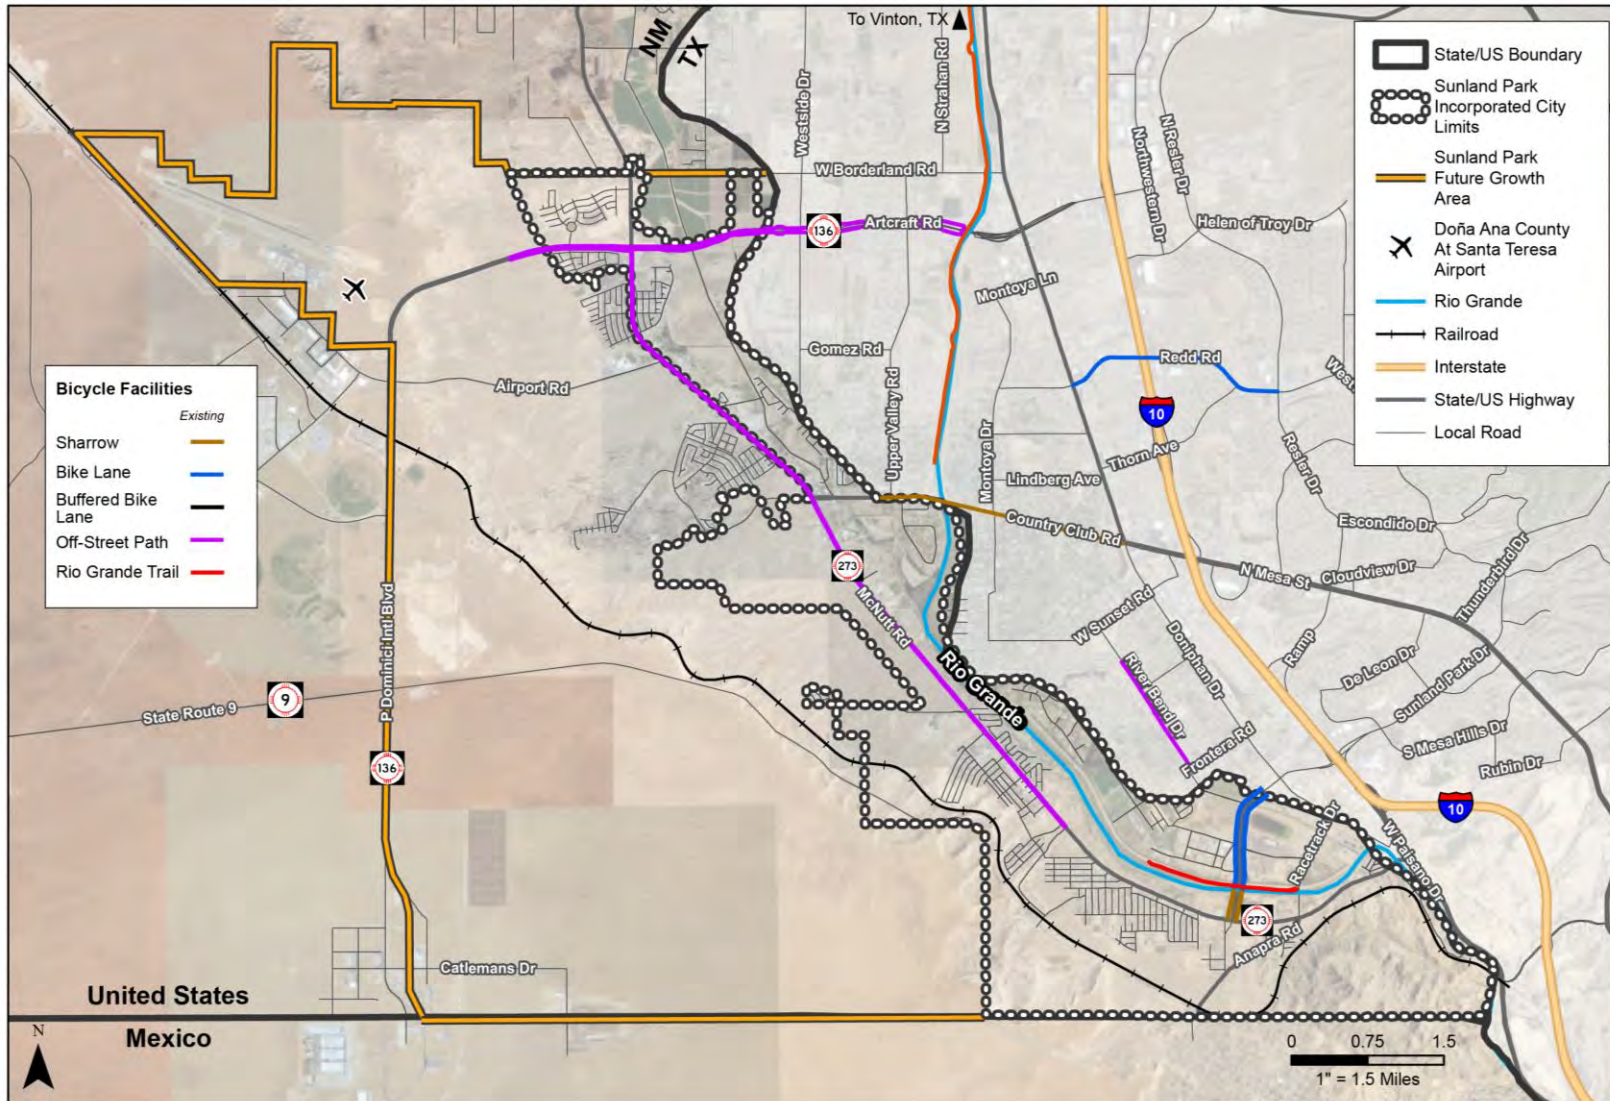 To Vinton, TX
NM
TX
Westside Dr
N Strahan Rd
N Resler Dr
Northwestern Dr
W Borderland Rd
136
Artcraft Rd
Helen of Troy Dr
Montoya Ln
Gomez Rd
Redd Rd
West
10
Airport Rd
Upper Valley Rd
Montoya Dr
Lindberg Ave
Thorn Ave
Resler Dr
Escondido Dr
Country Club Rd
N Mesa St
Cloudview Dr
Thunderbird Dr
273
McNutt Rd
W Sunset Rd
Doniphan Dr
Ramp
De Leon Dr
Sunland Park Dr
River Bend Dr
Rio Grande
Frontera Rd
S Mesa Hills Dr
Rubin Dr
State Route 9
9
P Dominici Intl Blvd
136
10
Racetrack Dr
W Paisano Dr
273
Anapra Rd
Catlemans Dr
United States
Mexico
N
0 0.75 1.5
1" = 1.5 Miles
Bicycle Facilities
Existing
Sharrow
Bike Lane
Buffered Bike
Lane
Off-Street Path
Rio Grande Trail
State/US Boundary
Sunland Park
Incorporated City
Limits
Sunland Park
Future Growth
Area
Doña Ana County
At Santa Teresa
Airport
Rio Grande
Railroad
Interstate
State/US Highway
Local Road